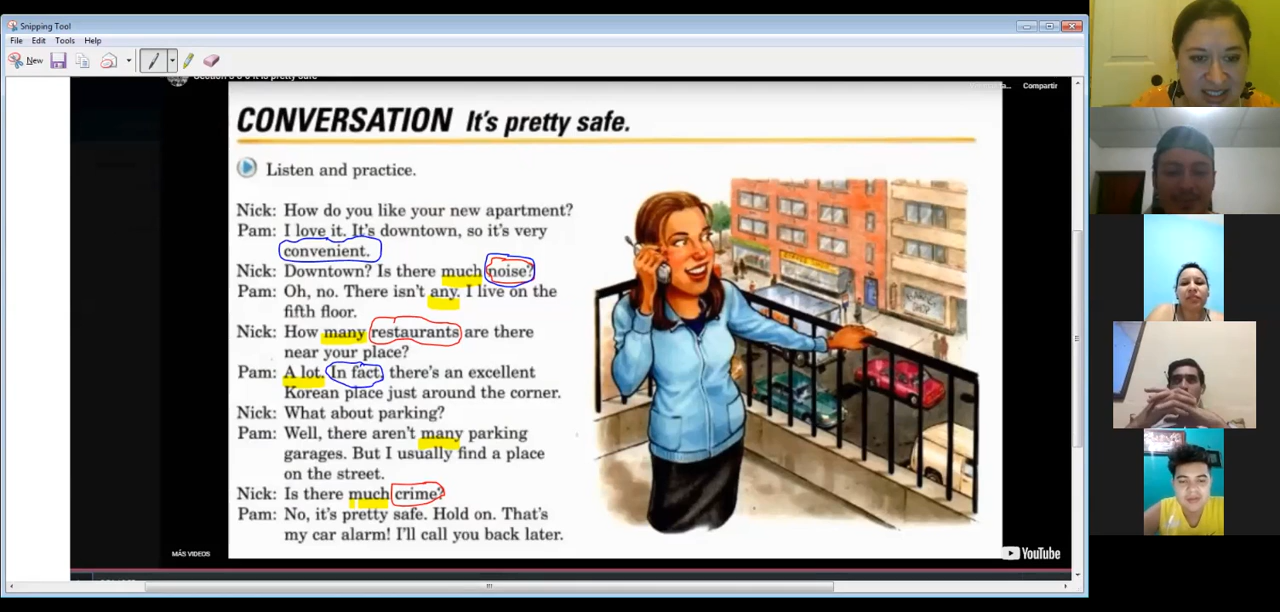 Snipping Tool
File Edit Tools Help
New
Compartir
CONVERSATION It's pretty safe.
Listen and practice.
Nick: How do you like your new apartment?
Pam: I love it. It's downtown, so it's very
convenient.
Nick: Downtown? Is there much noise?
Pam: Oh, no. There isn't any. I live on the
fifth floor.
Nick: How many restaurants are there
near your place?
Pam: A lot. In fact, there's an excellent
Korean place just around the corner.
Nick: What about parking?
Pam: Well, there aren't many parking
garages. But I usually find a place
on the street.
Nick: Is there much crime?
Pam: No, it's pretty safe. Hold on. That's
my car alarm! I'll call you back later.
MÁS VIDEOS
YouTube